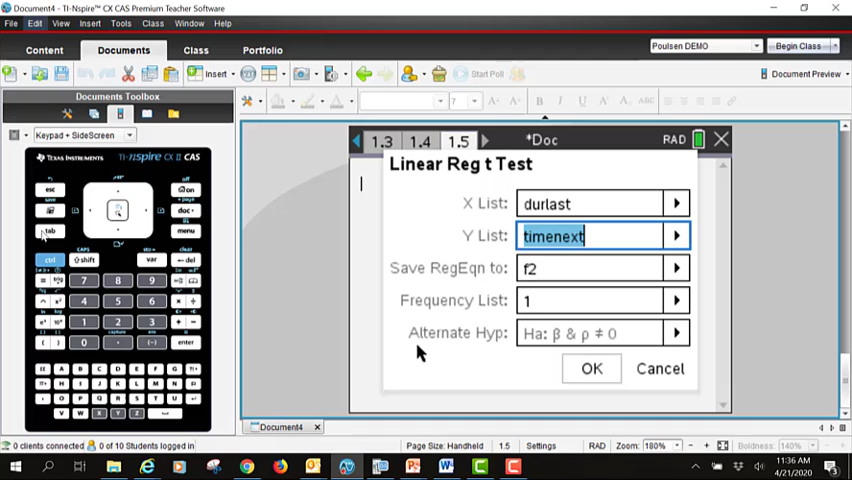 Document4 - TI-Nspire™ CX CAS Premium Teacher Software
File Edit View Insert Tools Class Window Help
Content Documents Class Portfolio Poulsen DEMO Begin Class
Insert Start Poll Document Preview
Documents Toolbox
7 B I U
Keypad + SideScreen
TEXAS INSTRUMENTS TI-nspire CX II CAS
esc on
doc
tab menu
CAPS clear
ctrl shift var del
7 8 9
4 5 6
1 2 3
0 (−) enter
A B C D E F
G H I J K L
M N O P Q R
S T U
V W X Y Z
1.3 1.4 1.5 *Doc RAD
Linear Reg t Test
X List: durlast
Y List: timenext
Save RegEqn to: f2
Frequency List: 1
Alternate Hyp: Ha: β & ρ ≠ 0
OK Cancel
Document4
0 clients connected 0 of 10 Students logged in Page Size: Handheld 1.5 Settings RAD Zoom: 180% Boldness: 140%
11:36 AM
4/21/2020